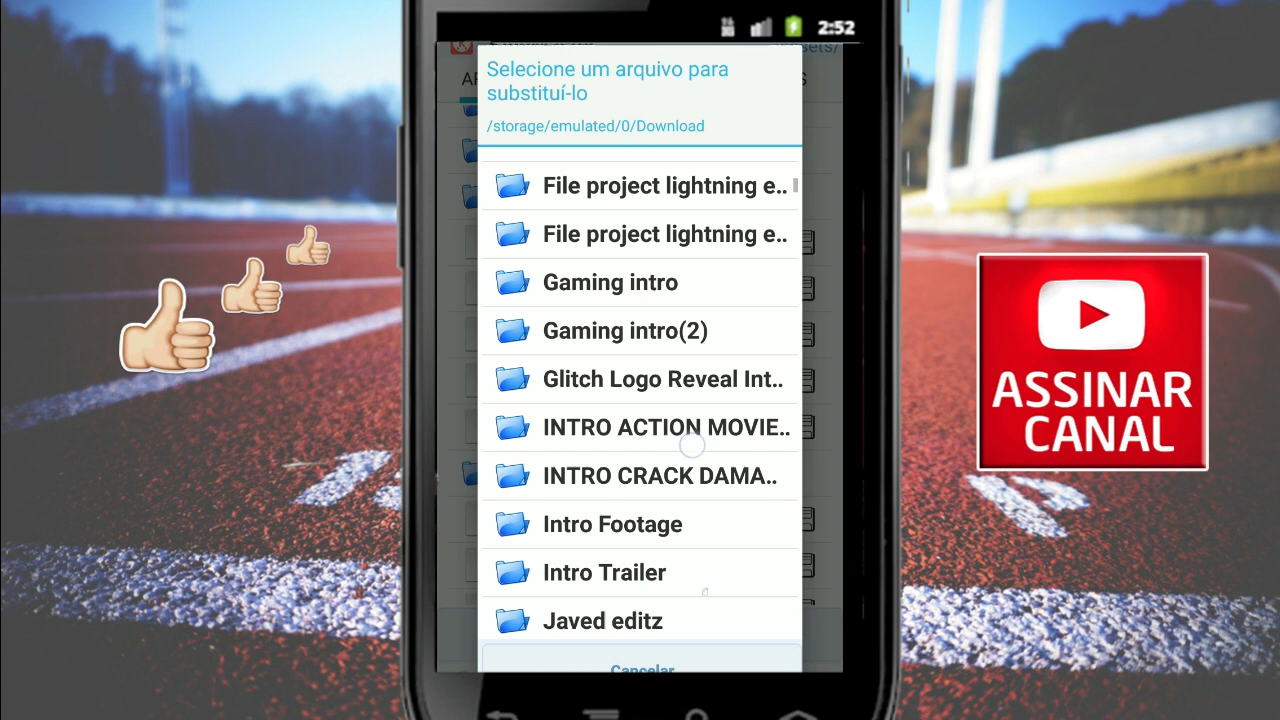 2:52
Selecione um arquivo para
substituí-lo
/storage/emulated/0/Download
File project lightning e..
File project lightning e..
Gaming intro
Gaming intro(2)
Glitch Logo Reveal Int..
INTRO ACTION MOVIE..
INTRO CRACK DAMA..
Intro Footage
Intro Trailer
Javed editz
Cancelar
ASSINAR
CANAL